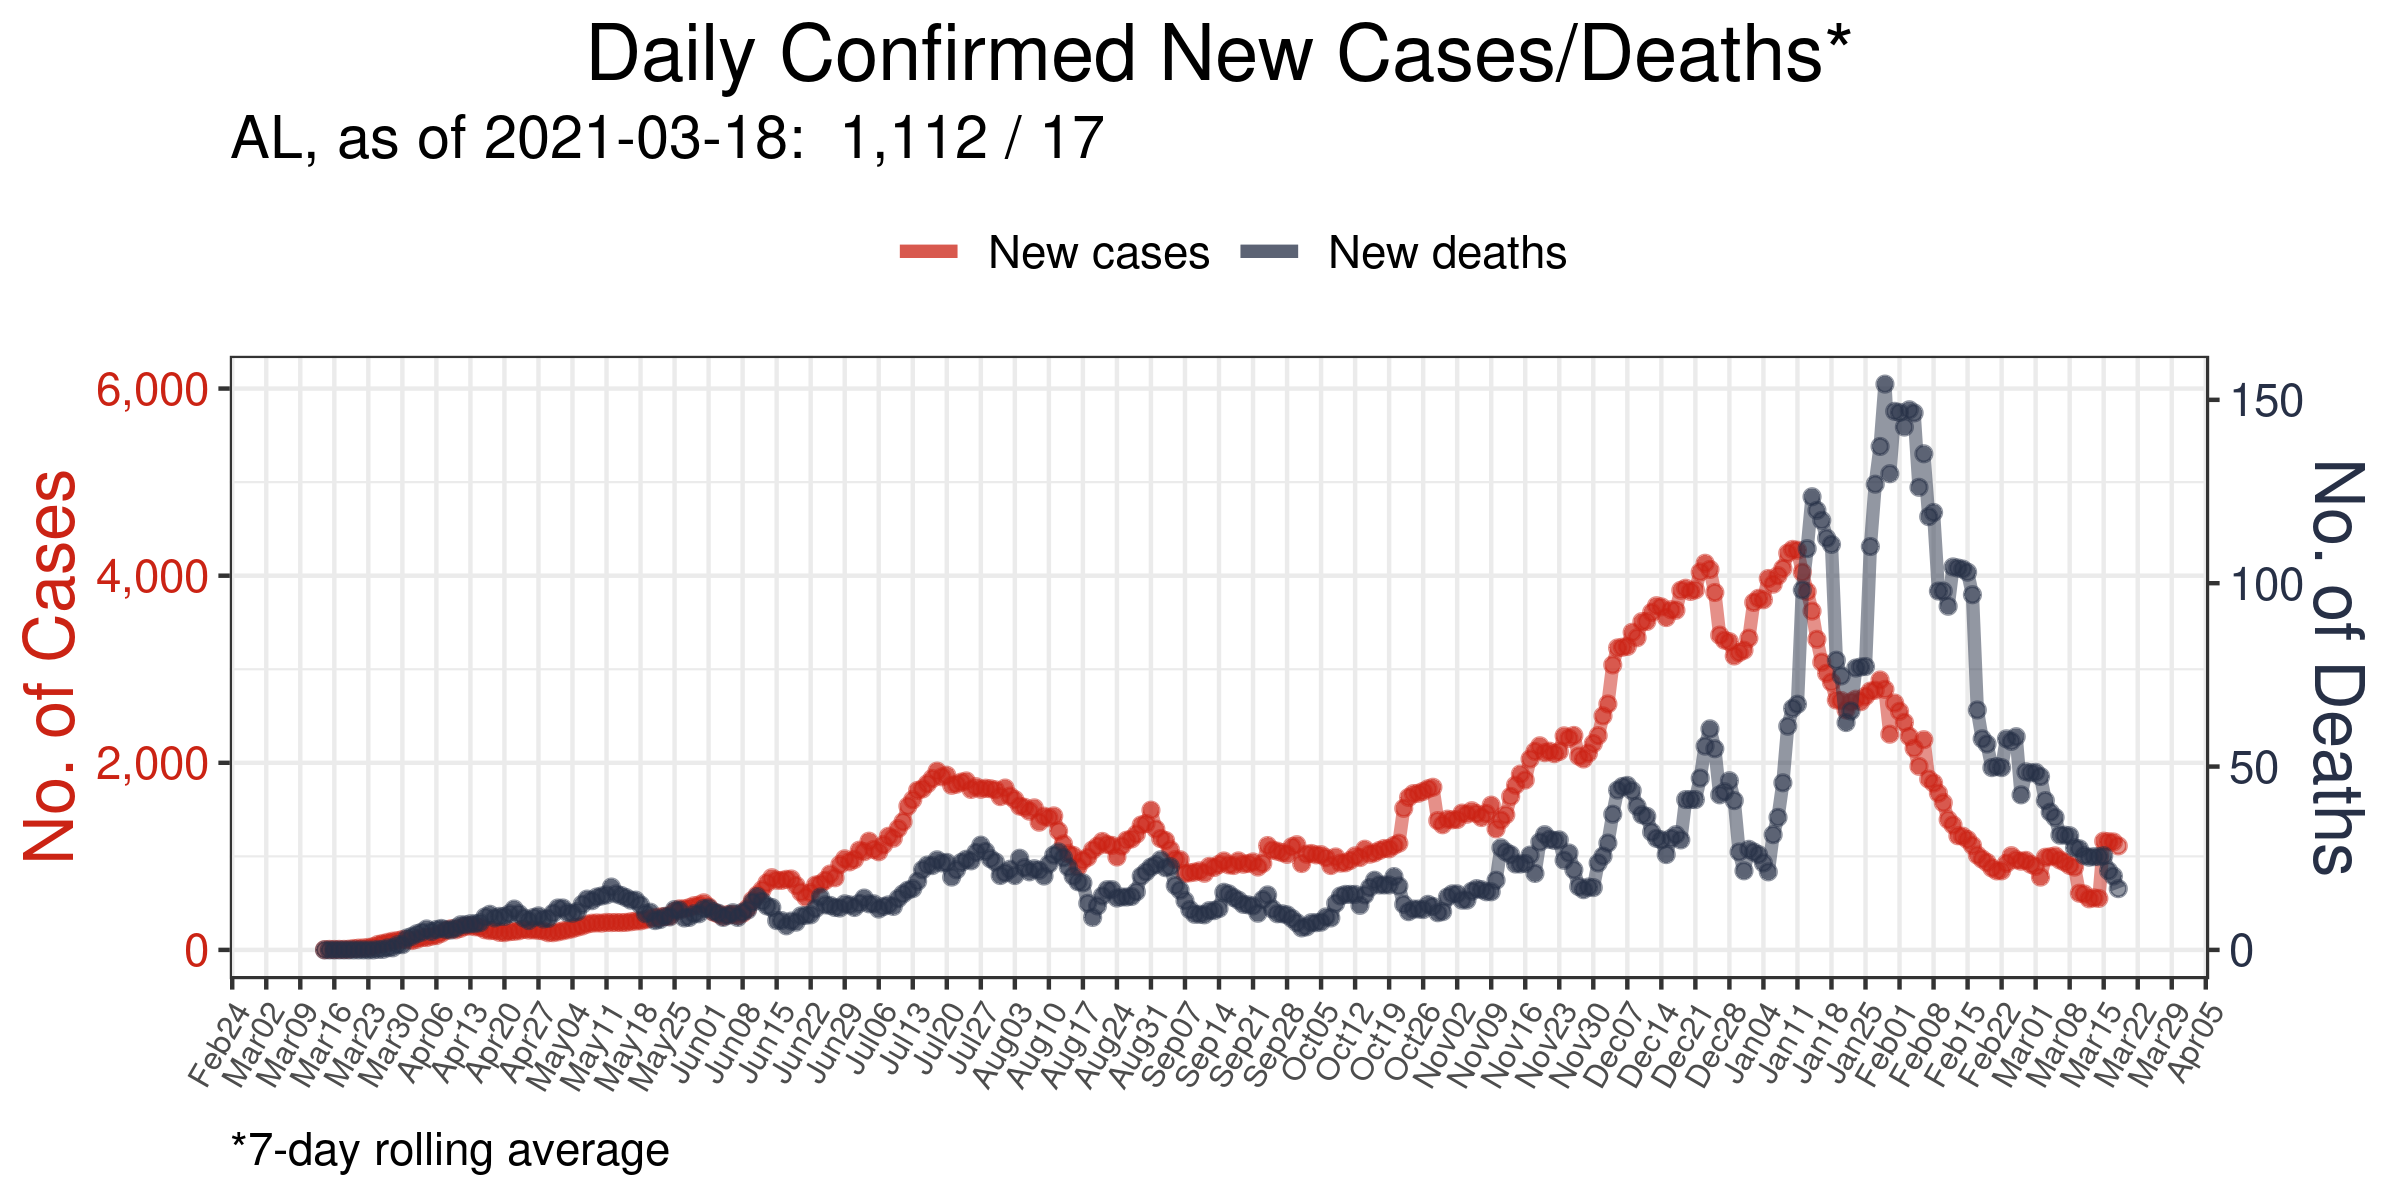 Daily Confirmed New Cases/Deaths*
AL, as of 2021-03-18:  1,112 / 17
New cases
New deaths
No. of Cases
6,000
4,000
2,000
0
150
100
50
0
No. of Deaths
Feb24
Mar02
Mar09
Mar16
Mar23
Mar30
Apr06
Apr13
Apr20
Apr27
May04
May11
May18
May25
Jun01
Jun08
Jun15
Jun22
Jun29
Jul06
Jul13
Jul20
Jul27
Aug03
Aug10
Aug17
Aug24
Aug31
Sep07
Sep14
Sep21
Sep28
Oct05
Oct12
Oct19
Oct26
Nov02
Nov09
Nov16
Nov23
Nov30
Dec07
Dec14
Dec21
Dec28
Jan04
Jan11
Jan18
Jan25
Feb01
Feb08
Feb15
Feb22
Mar01
Mar08
Mar15
Mar22
Mar29
Apr05
*7-day rolling average